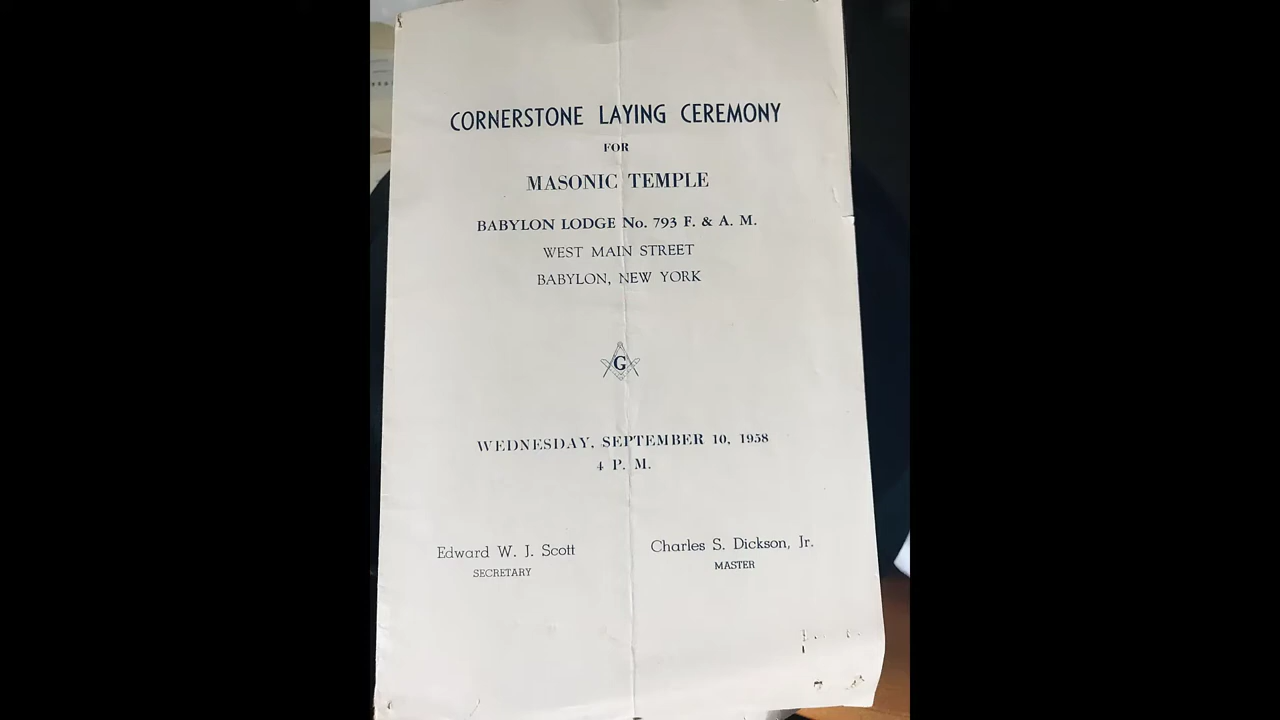 CORNERSTONE LAYING CEREMONY
FOR
MASONIC TEMPLE
BABYLON LODGE No. 793 F. & A. M.
WEST MAIN STREET
BABYLON, NEW YORK
G
WEDNESDAY, SEPTEMBER 10, 1958
4 P. M.
Edward W. J. Scott
SECRETARY
Charles S. Dickson, Jr.
MASTER